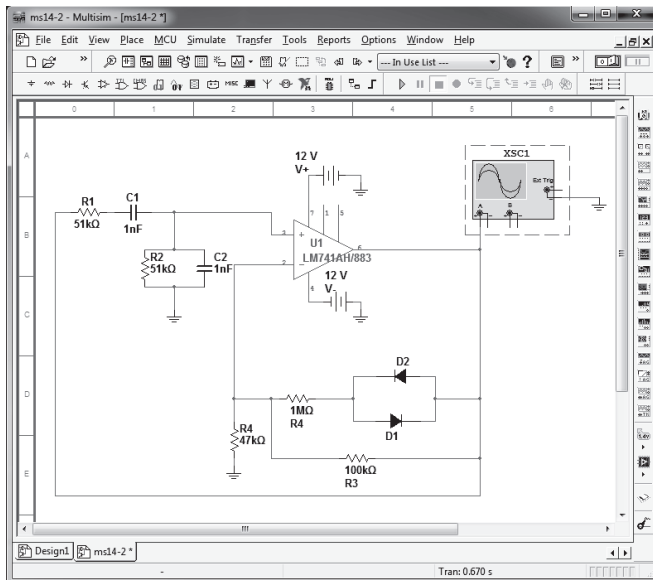 ms14-2 - Multisim - [ms14-2 *]
File Edit View Place MCU Simulate Transfer Tools Reports Options Window Help
--- In Use List ---
MISC
0 1 2 3 4 5 6
A
B
C
D
E
12 V
V+
XSC1
Ext Trig
A B
R1
51kΩ
C1
1nF
7 1 5
3
2
6
4
U1
LM741AH/883
R2
51kΩ
C2
1nF
12 V
V-
D2
1MΩ
R4
D1
R4
47kΩ
100kΩ
R3
Design1 ms14-2 *
-
Tran: 0.670 s